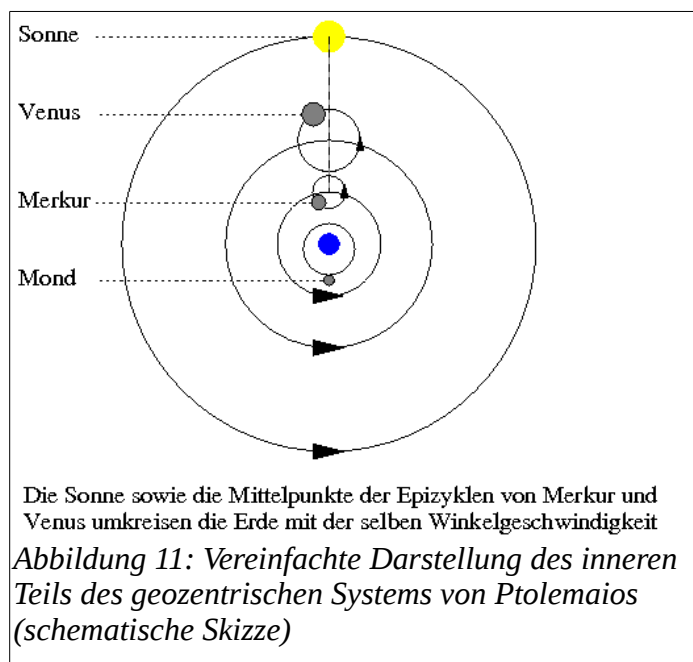 Sonne
Venus
Merkur
Mond
Die Sonne sowie die Mittelpunkte der Epizyklen von Merkur und
Venus umkreisen die Erde mit der selben Winkelgeschwindigkeit
Abbildung 11: Vereinfachte Darstellung des inneren
Teils des geozentrischen Systems von Ptolemaios
(schematische Skizze)